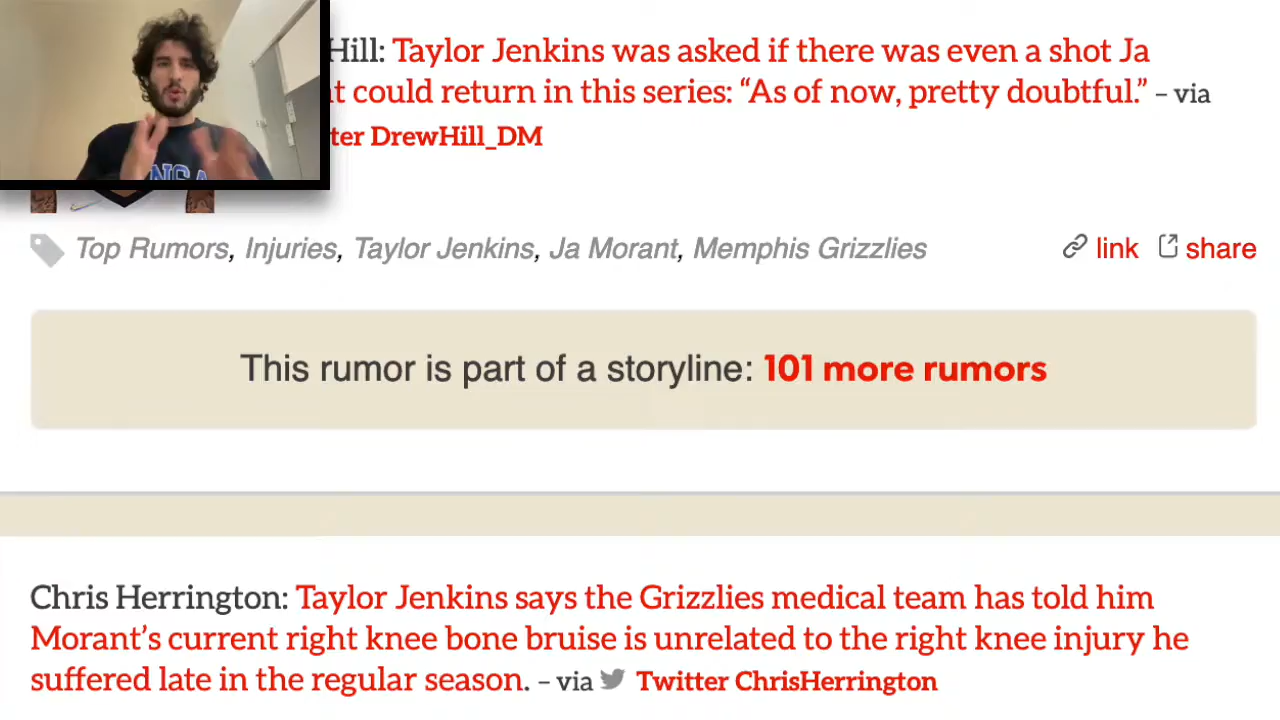 Hill: Taylor Jenkins was asked if there was even a shot Ja
could return in this series: “As of now, pretty doubtful.” – via
DrewHill_DM
NSA
Top Rumors, Injuries, Taylor Jenkins, Ja Morant, Memphis Grizzlies link share
This rumor is part of a storyline: 101 more rumors
Chris Herrington: Taylor Jenkins says the Grizzlies medical team has told him
Morant’s current right knee bone bruise is unrelated to the right knee injury he
suffered late in the regular season. – via Twitter ChrisHerrington